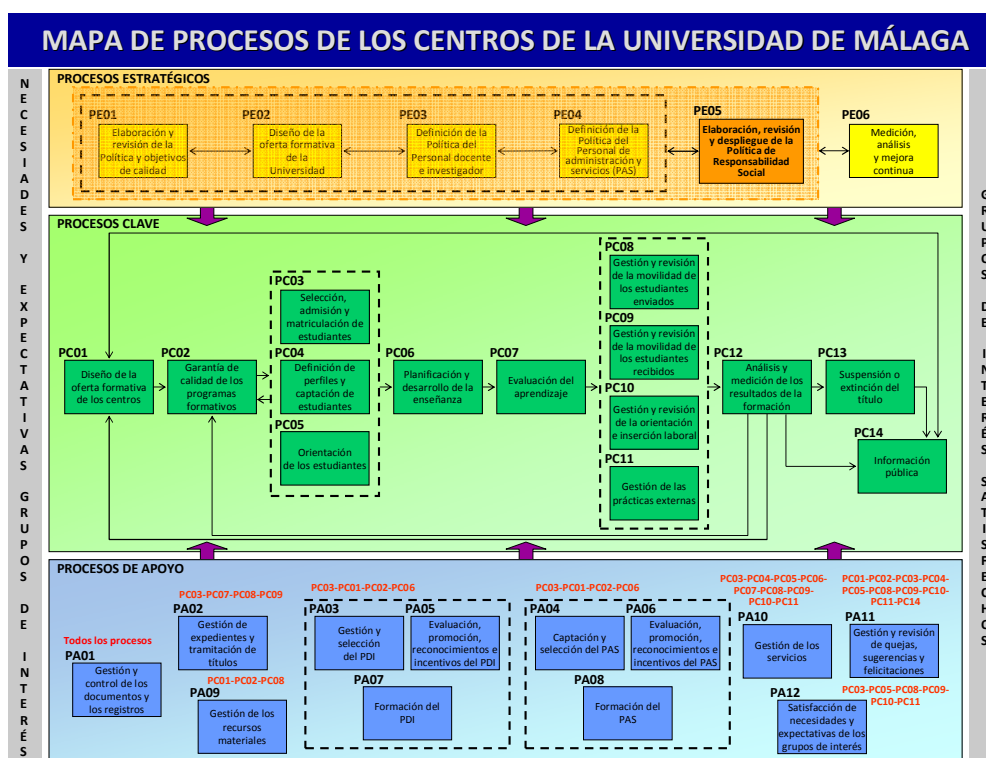 MAPA DE PROCESOS DE LOS CENTROS DE LA UNIVERSIDAD DE MÁLAGA
NECESIADES Y EXPECTATIVAS GRUPOS DE INTERÉS
PROCESOS ESTRATÉGICOS
PE01
Elaboración y
revisión de la
Política y objetivos
de calidad
PE02
Diseño de la
oferta formativa
de la
Universidad
PE03
Definición de la
Política del
Personal docente
e investigador
PE04
Definición de la
Política del
Personal de
administración y
servicios (PAS)
PE05
Elaboración, revisión
y despliegue de la
Política de
Responsabilidad
Social
PE06
Medición,
análisis
y mejora
continua
PROCESOS CLAVE
PC01
Diseño de la
oferta formativa
de los centros
PC02
Garantía de
calidad de los
programas
formativos
PC03
Selección,
admisión y
matriculación de
estudiantes
PC04
Definición de
perfiles y
captación de
estudiantes
PC05
Orientación
de los estudiantes
PC06
Planificación y
desarrollo de la
enseñanza
PC07
Evaluación del
aprendizaje
PC08
Gestión y revisión
de la movilidad de
los estudiantes
enviados
PC09
Gestión y revisión
de la movilidad de
los estudiantes
recibidos
PC10
Gestión y revisión
de la orientación
e inserción laboral
PC11
Gestión de las
prácticas externas
PC12
Análisis y
medición de los
resultados de la
formación
PC13
Suspensión o
extinción del
título
PC14
Información
pública
PROCESOS DE APOYO
Todos los procesos
PA01
Gestión y
control de los
documentos y
los registros
PC03-PC07-PC08-PC09
PA02
Gestión de
expedientes y
tramitación de
títulos
PC01-PC02-PC08
PA09
Gestión de los
recursos
materiales
PC03-PC01-PC02-PC06
PA03
Gestión y
selección
del PDI
PA05
Evaluación,
promoción,
reconocimientos e
incentivos del PDI
PA07
Formación del
PDI
PC03-PC01-PC02-PC06
PA04
Captación y
selección del PAS
PA06
Evaluación,
promoción,
reconocimientos e
incentivos del PAS
PA08
Formación del
PAS
PC03-PC04-PC05-PC06-
PC07-PC08-PC09-
PC10-PC11
PA10
Gestión de los
servicios
PC01-PC02-PC03-PC04-
PC05-PC08-PC09-PC10-
PC11-PC14
PA11
Gestión y revisión
de quejas,
sugerencias y
felicitaciones
PC03-PC05-PC08-PC09-
PC10-PC11
PA12
Satisfacción de
necesidades y
expectativas de los
grupos de interés
GRUPOS DE INTERÉS SATISFECHOS